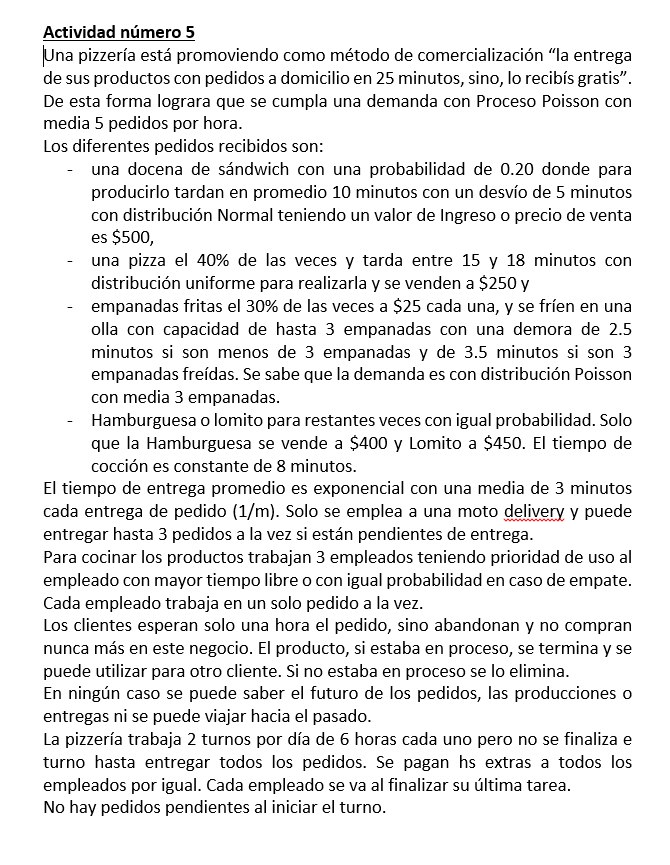 Actividad número 5
Una pizzería está promoviendo como método de comercialización “la entrega
de sus productos con pedidos a domicilio en 25 minutos, sino, lo recibís gratis”.
De esta forma lograra que se cumpla una demanda con Proceso Poisson con
media 5 pedidos por hora.
Los diferentes pedidos recibidos son:
- una docena de sándwich con una probabilidad de 0.20 donde para
producirlo tardan en promedio 10 minutos con un desvío de 5 minutos
con distribución Normal teniendo un valor de Ingreso o precio de venta
es $500,
- una pizza el 40% de las veces y tarda entre 15 y 18 minutos con
distribución uniforme para realizarla y se venden a $250 y
- empanadas fritas el 30% de las veces a $25 cada una, y se fríen en una
olla con capacidad de hasta 3 empanadas con una demora de 2.5
minutos si son menos de 3 empanadas y de 3.5 minutos si son 3
empanadas freídas. Se sabe que la demanda es con distribución Poisson
con media 3 empanadas.
- Hamburguesa o lomito para restantes veces con igual probabilidad. Solo
que la Hamburguesa se vende a $400 y Lomito a $450. El tiempo de
cocción es constante de 8 minutos.
El tiempo de entrega promedio es exponencial con una media de 3 minutos
cada entrega de pedido (1/m). Solo se emplea a una moto delivery y puede
entregar hasta 3 pedidos a la vez si están pendientes de entrega.
Para cocinar los productos trabajan 3 empleados teniendo prioridad de uso al
empleado con mayor tiempo libre o con igual probabilidad en caso de empate.
Cada empleado trabaja en un solo pedido a la vez.
Los clientes esperan solo una hora el pedido, sino abandonan y no compran
nunca más en este negocio. El producto, si estaba en proceso, se termina y se
puede utilizar para otro cliente. Si no estaba en proceso se lo elimina.
En ningún caso se puede saber el futuro de los pedidos, las producciones o
entregas ni se puede viajar hacia el pasado.
La pizzería trabaja 2 turnos por día de 6 horas cada uno pero no se finaliza e
turno hasta entregar todos los pedidos. Se pagan hs extras a todos los
empleados por igual. Cada empleado se va al finalizar su última tarea.
No hay pedidos pendientes al iniciar el turno.